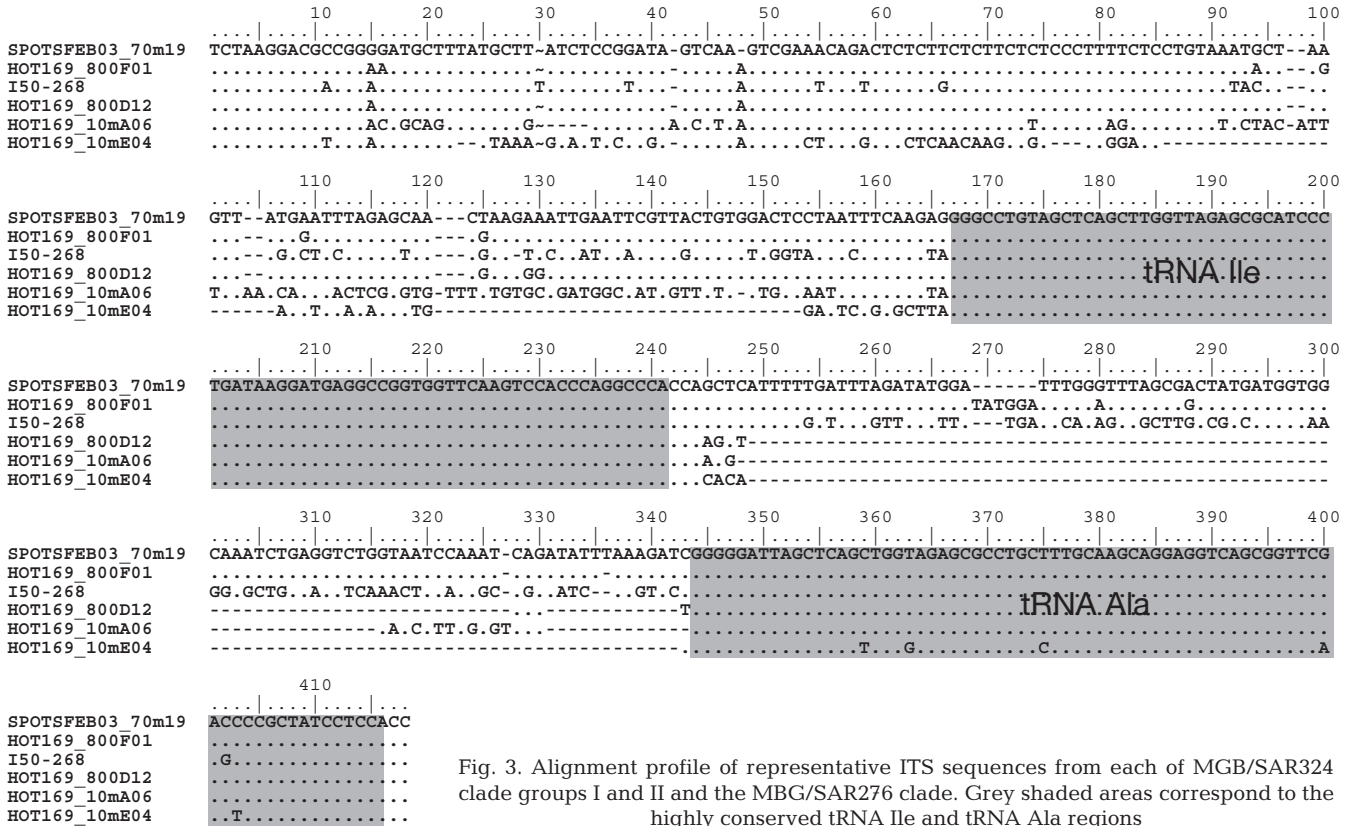 10 20 30 40 50 60 70 80 90 100
....|....|....|....|....|....|....|....|....|....|....|....|....|....|....|....|....|....|....|....|
SPOTSFEB03_70m19 TCTAAGGACGCCGGGGATGCTTTATGCTT~ATCTCCGGATA-GTCAA-GTCGAAACAGACTCTCTTCTCTTCTCTCCCTTTTCTCCTGTAAATGCT--AA
HOT169_800F01 ..............AA.............~...........-.....A.............................................A...--.G
I50-268 ..........A...A..............T.......T...-.....A......T...T......G.........................TAC...--..
HOT169_800D12 ..............A..............~...........-.....A................................................--..
HOT169_10mA06 ..............AC.GCAG.......G~----.......A.C.T.A.........................T......AG........T.CTAC-ATT
HOT169_10mE04 ..........T...A.......---.TAAA~G.A.T.C..G.-.....A.....CT...G...CTCAACAAG..G.---..GGA..---------------
110 120 130 140 150 160 170 180 190 200
....|....|....|....|....|....|....|....|....|....|....|....|....|....|....|....|....|....|....|....|
SPOTSFEB03_70m19 GTT--ATGAATTTAGAGCAA---CTAAGAAATTGAATTCGTTACTGTGGACTCCTAATTTCAAGAGGGGCCTGTAGCTCAGCTTGGTTAGAGCGCATCCC
HOT169_800F01 ...--...G...........---.G...........................................................................
I50-268 ...--.G.CT.C.....T..---.G...T.C..AT..A....G.....T.GGTA...C......TA..................................
HOT169_800D12 ...--...............---.G...GG......................................................................
HOT169_10mA06 T..AA.CA...ACTCG.GTG-TTT.TGTGC.GATGGC.AT.GTT.T.-.TG..AAT........TA..................................
HOT169_10mE04 ------A..T..A.A...TG---------------------------------GA.TC.G.GCTTA..................................
tRNA Ile
210 220 230 240 250 260 270 280 290 300
....|....|....|....|....|....|....|....|....|....|....|....|....|....|....|....|....|....|....|....|
SPOTSFEB03_70m19 TGATAAGGATGAGGCCGGTGGTTCAAGTCCACCCAGGCCCACCAGCTCATTTTTGATTTAGATATGGA------TTTGGGTTTAGCGACTATGATGGTGG
HOT169_800F01 ....................................................................TATGGA.....A.......G............
I50-268 .....................................................G.T...GTT...TT.---TGA..CA.AG..GCTTG.CG.C.....AA
HOT169_800D12 ............................................AG.T----------------------------------------------------
HOT169_10mA06 ............................................A.G-----------------------------------------------------
HOT169_10mE04 ............................................CACA----------------------------------------------------
310 320 330 340 350 360 370 380 390 400
....|....|....|....|....|....|....|....|....|....|....|....|....|....|....|....|....|....|....|....|
SPOTSFEB03_70m19 CAAATCTGAGGTCTGGTAATCCAAAT-CAGATATTTAAAGATCGGGGGATTAGCTCAGCTGGTAGAGCGCCTGCTTTGCAAGCAGGAGGTCAGCGGTTCG
HOT169_800F01 ..........................-........-................................................................
I50-268 GG.GCTG..A..TCAAACT..A..GC-.G..ATC--..GT.C..........................................................
HOT169_800D12 ---------------------------...------------T.........................................................
HOT169_10mA06 ---------------.A.C.TT.G.GT...-------------.........................................................
HOT169_10mE04 ------------------------------------------................T...G...........C........................A
tRNA Ala
410
....|....|....|...
SPOTSFEB03_70m19 ACCCCGCTATCCTCCACC
HOT169_800F01 ..................
I50-268 .G................
HOT169_800D12 ..................
HOT169_10mA06 ..................
HOT169_10mE04 ..T...............
Fig. 3. Alignment profile of representative ITS sequences from each of MGB/SAR324
clade groups I and II and the MBG/SAR276 clade. Grey shaded areas correspond to the
highly conserved tRNA Ile and tRNA Ala regions